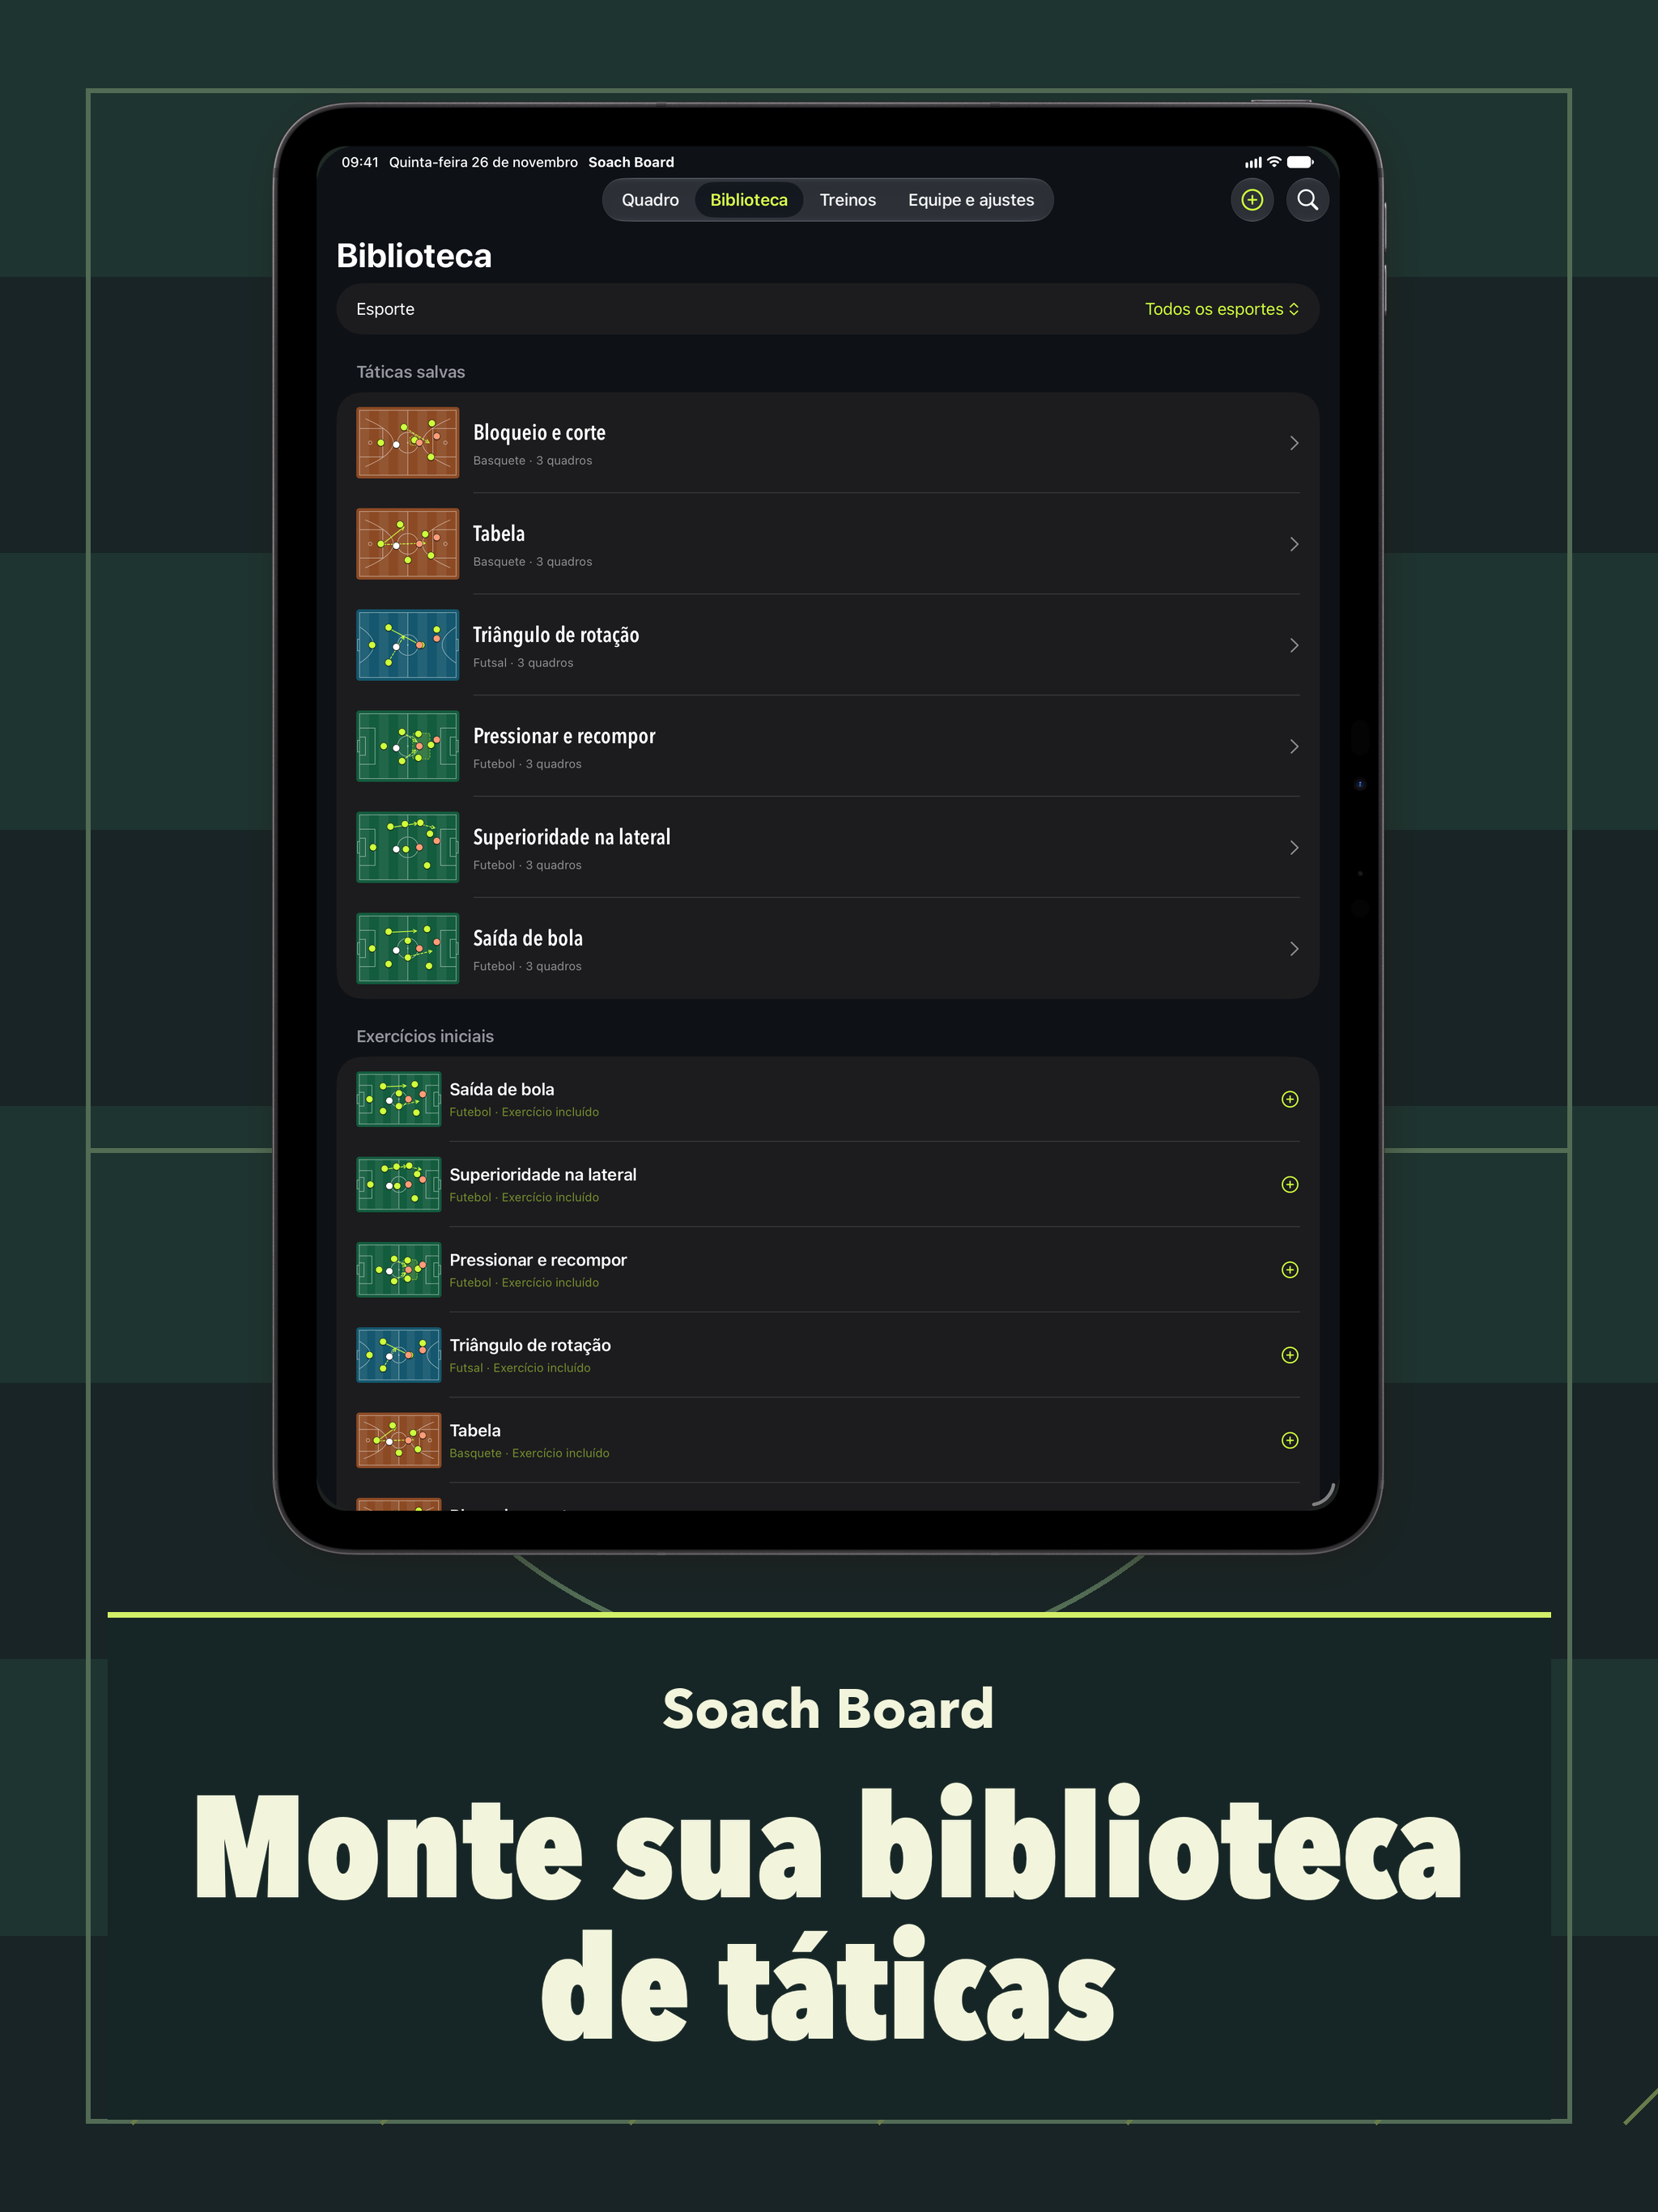 09:41 Quinta-feira 26 de novembro Soach Board
Quadro Biblioteca Treinos Equipe e ajustes
Biblioteca
Esporte Todos os esportes
Táticas salvas
Bloqueio e corte
Basquete · 3 quadros
Tabela
Basquete · 3 quadros
Triângulo de rotação
Futsal · 3 quadros
Pressionar e recompor
Futebol · 3 quadros
Superioridade na lateral
Futebol · 3 quadros
Saída de bola
Futebol · 3 quadros
Exercícios iniciais
Saída de bola
Futebol · Exercício incluído
Superioridade na lateral
Futebol · Exercício incluído
Pressionar e recompor
Futebol · Exercício incluído
Triângulo de rotação
Futsal · Exercício incluído
Tabela
Basquete · Exercício incluído
Soach Board
Monte sua biblioteca
de táticas